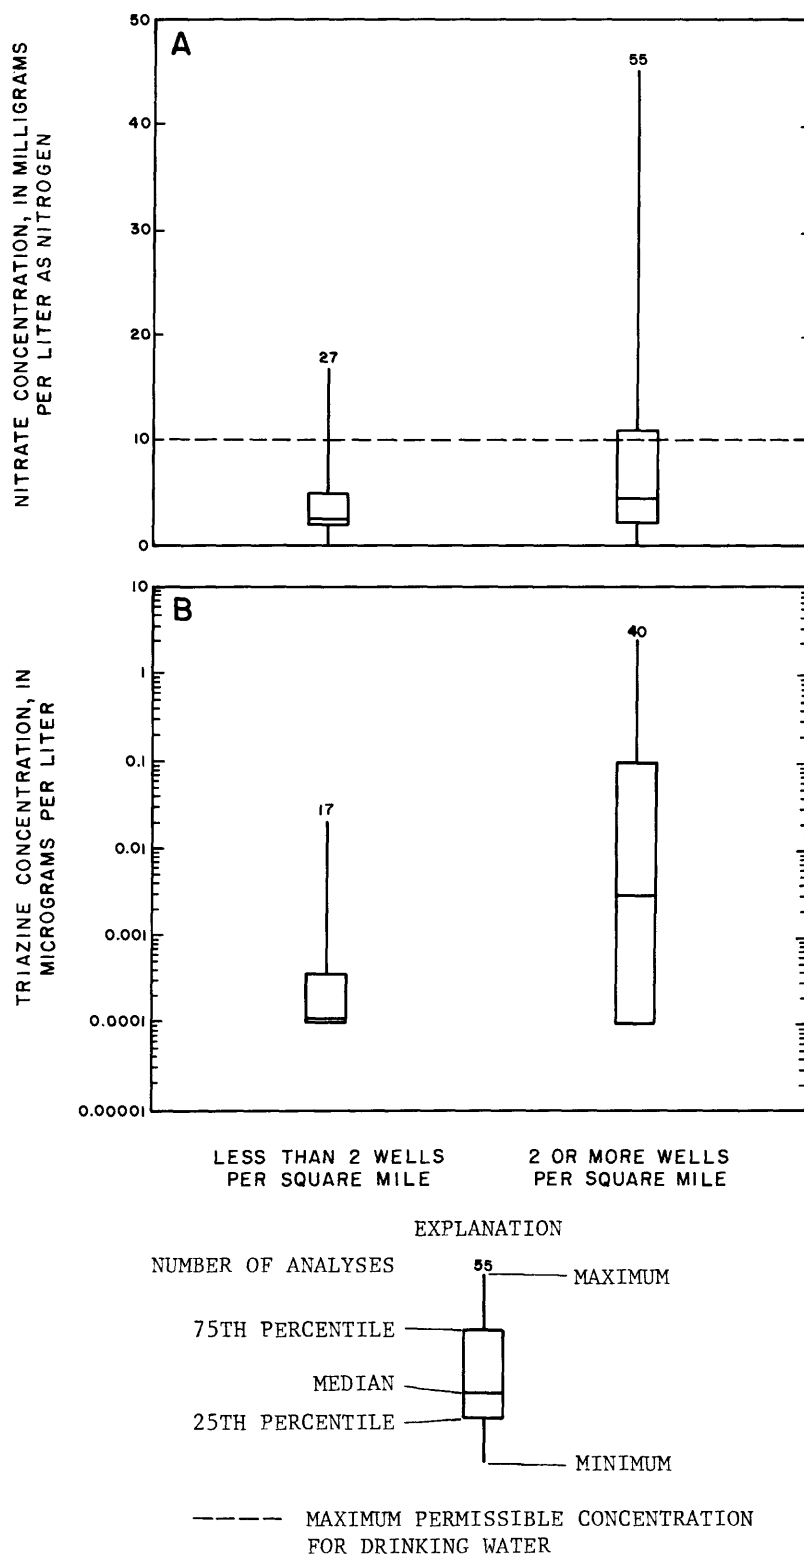 NITRATE CONCENTRATION, IN MILLIGRAMS
PER LITER AS NITROGEN
A
50
40
30
20
10
0
27
55
TRIAZINE CONCENTRATION, IN
MICROGRAMS PER LITER
B
10
1
0.1
0.01
0.001
0.0001
0.00001
17
40
LESS THAN 2 WELLS
PER SQUARE MILE
2 OR MORE WELLS
PER SQUARE MILE
EXPLANATION
NUMBER OF ANALYSES
55
MAXIMUM
75TH PERCENTILE
MEDIAN
25TH PERCENTILE
MINIMUM
MAXIMUM PERMISSIBLE CONCENTRATION
FOR DRINKING WATER